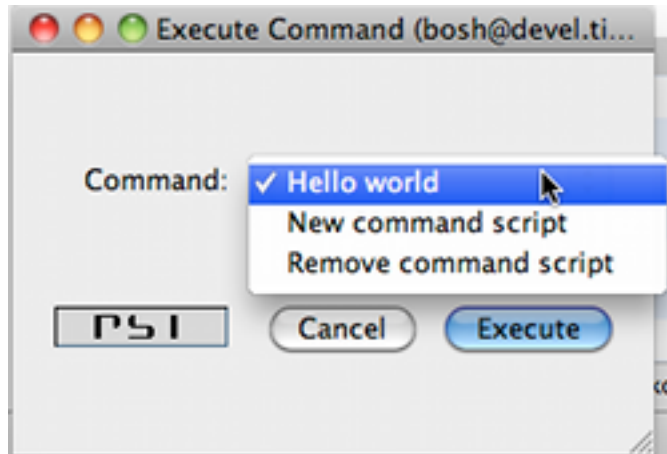 Execute Command (bosh@devel.ti...
Command: ✓ Hello world
New command script
Remove command script
PSI Cancel Execute